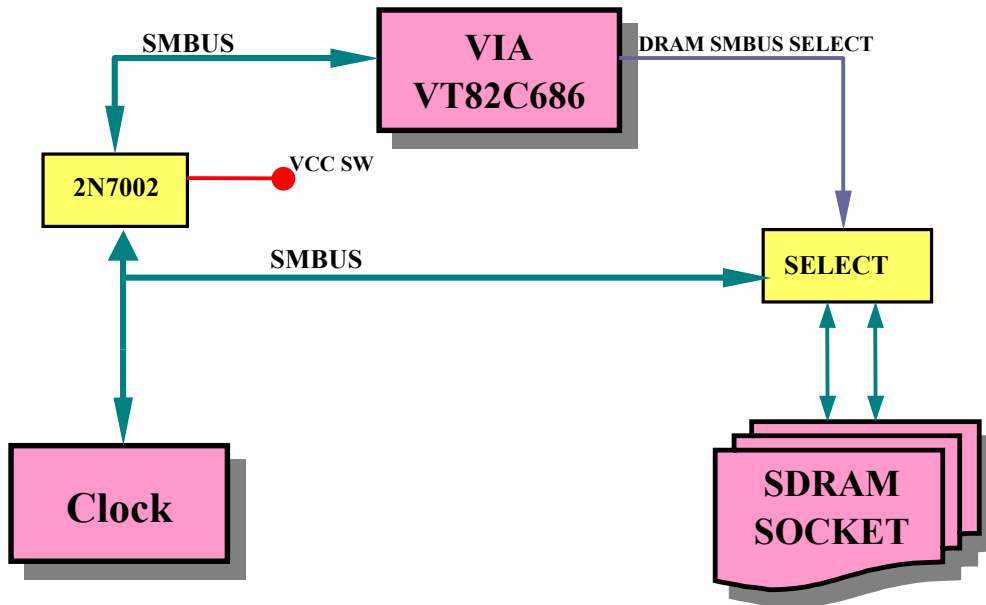 SMBUS
VIA
VT82C686
DRAM SMBUS SELECT
2N7002
VCC SW
SMBUS
SELECT
Clock
SDRAM
SOCKET